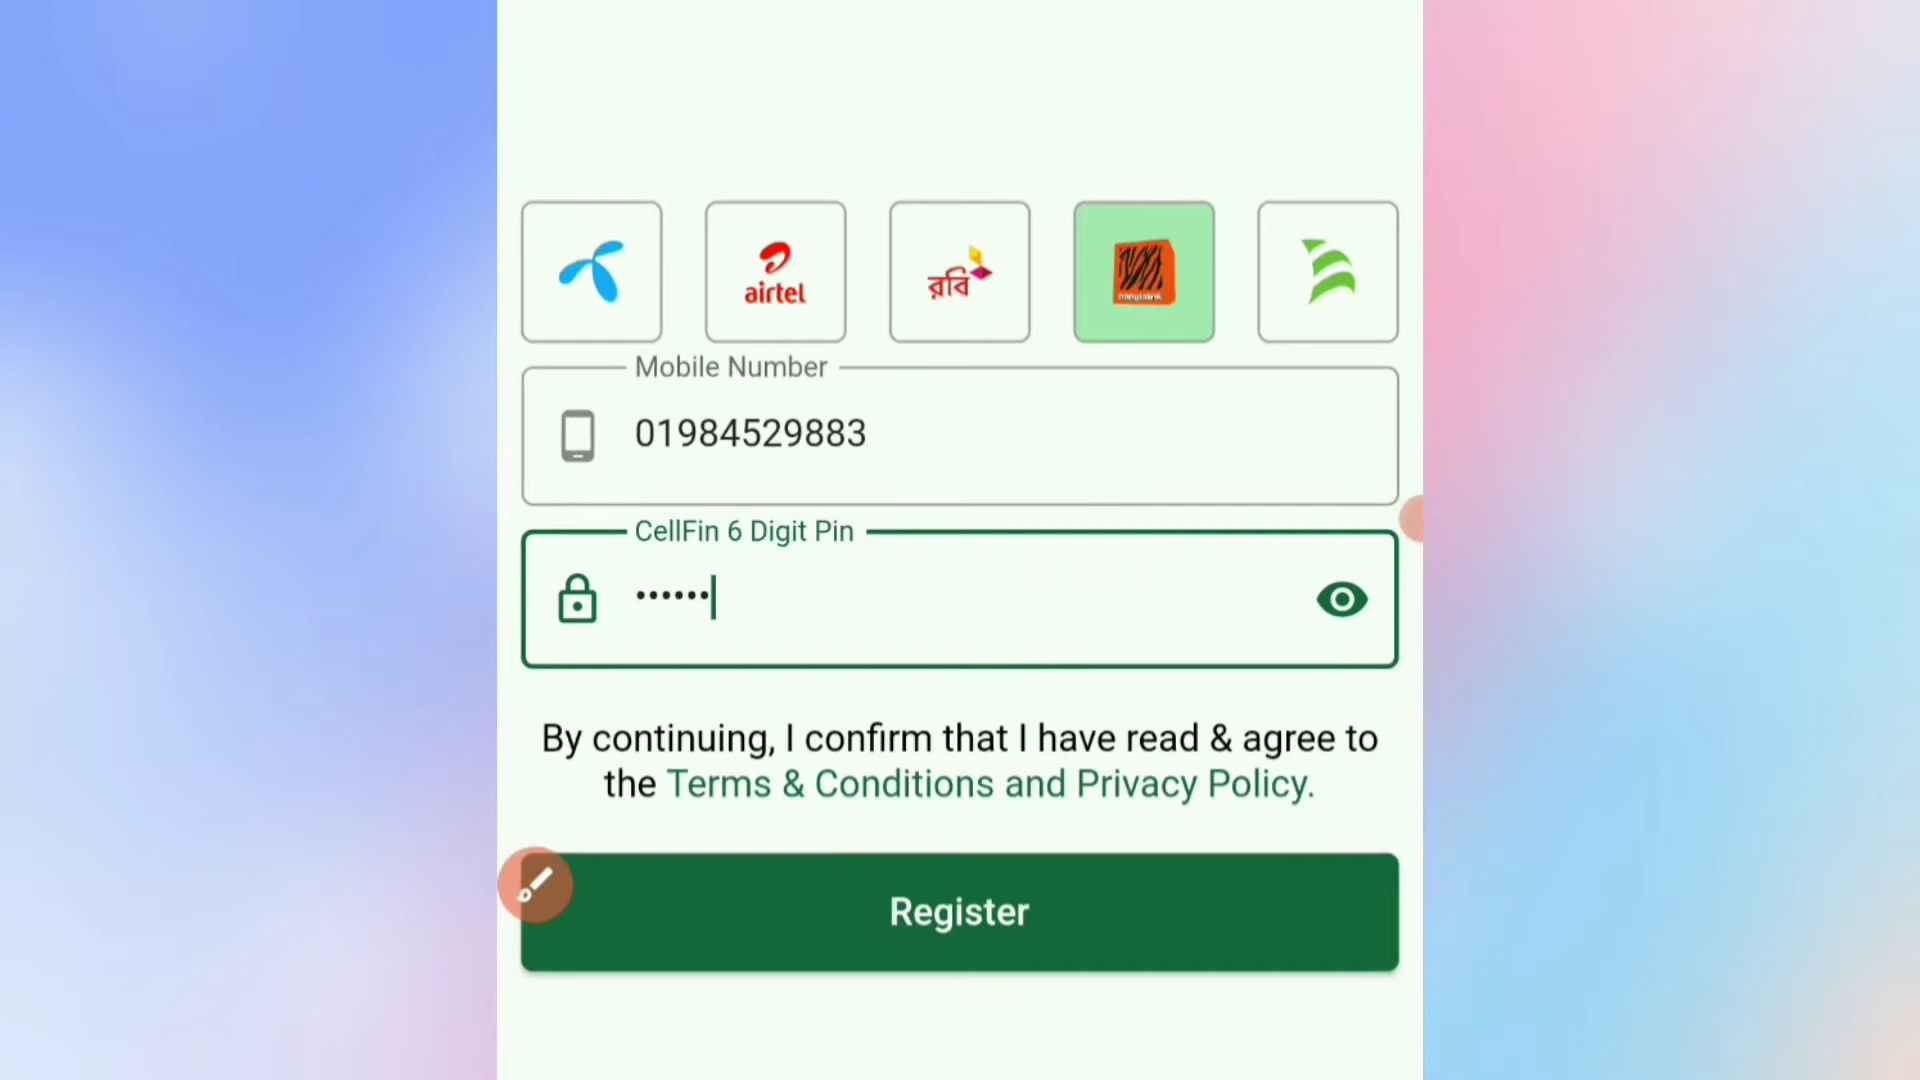 airtel
রবি
banglalink
Mobile Number
01984529883
CellFin 6 Digit Pin
••••••
By continuing, I confirm that I have read & agree to
the Terms & Conditions and Privacy Policy.
Register